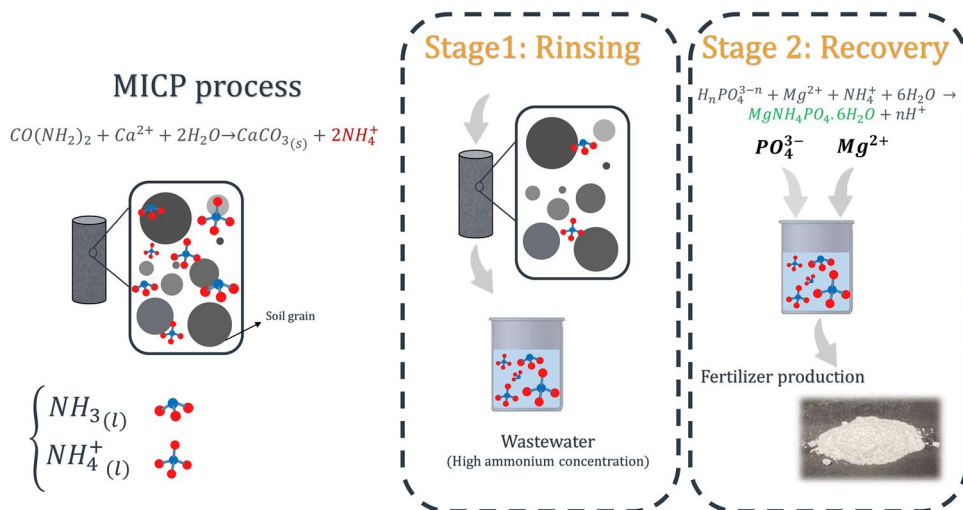 MICP process
CO(NH₂)₂ + Ca²⁺ + 2H₂O→CaCO₃₍ₛ₎ + 2NH₄⁺
Soil grain
NH₃₍ₗ₎
NH₄⁺₍ₗ₎
Stage1: Rinsing
Wastewater
(High ammonium concentration)
Stage 2: Recovery
HₙPO₄³⁻ⁿ + Mg²⁺ + NH₄⁺ + 6H₂O →
MgNH₄PO₄.6H₂O + nH⁺
PO₄³⁻ Mg²⁺
Fertilizer production